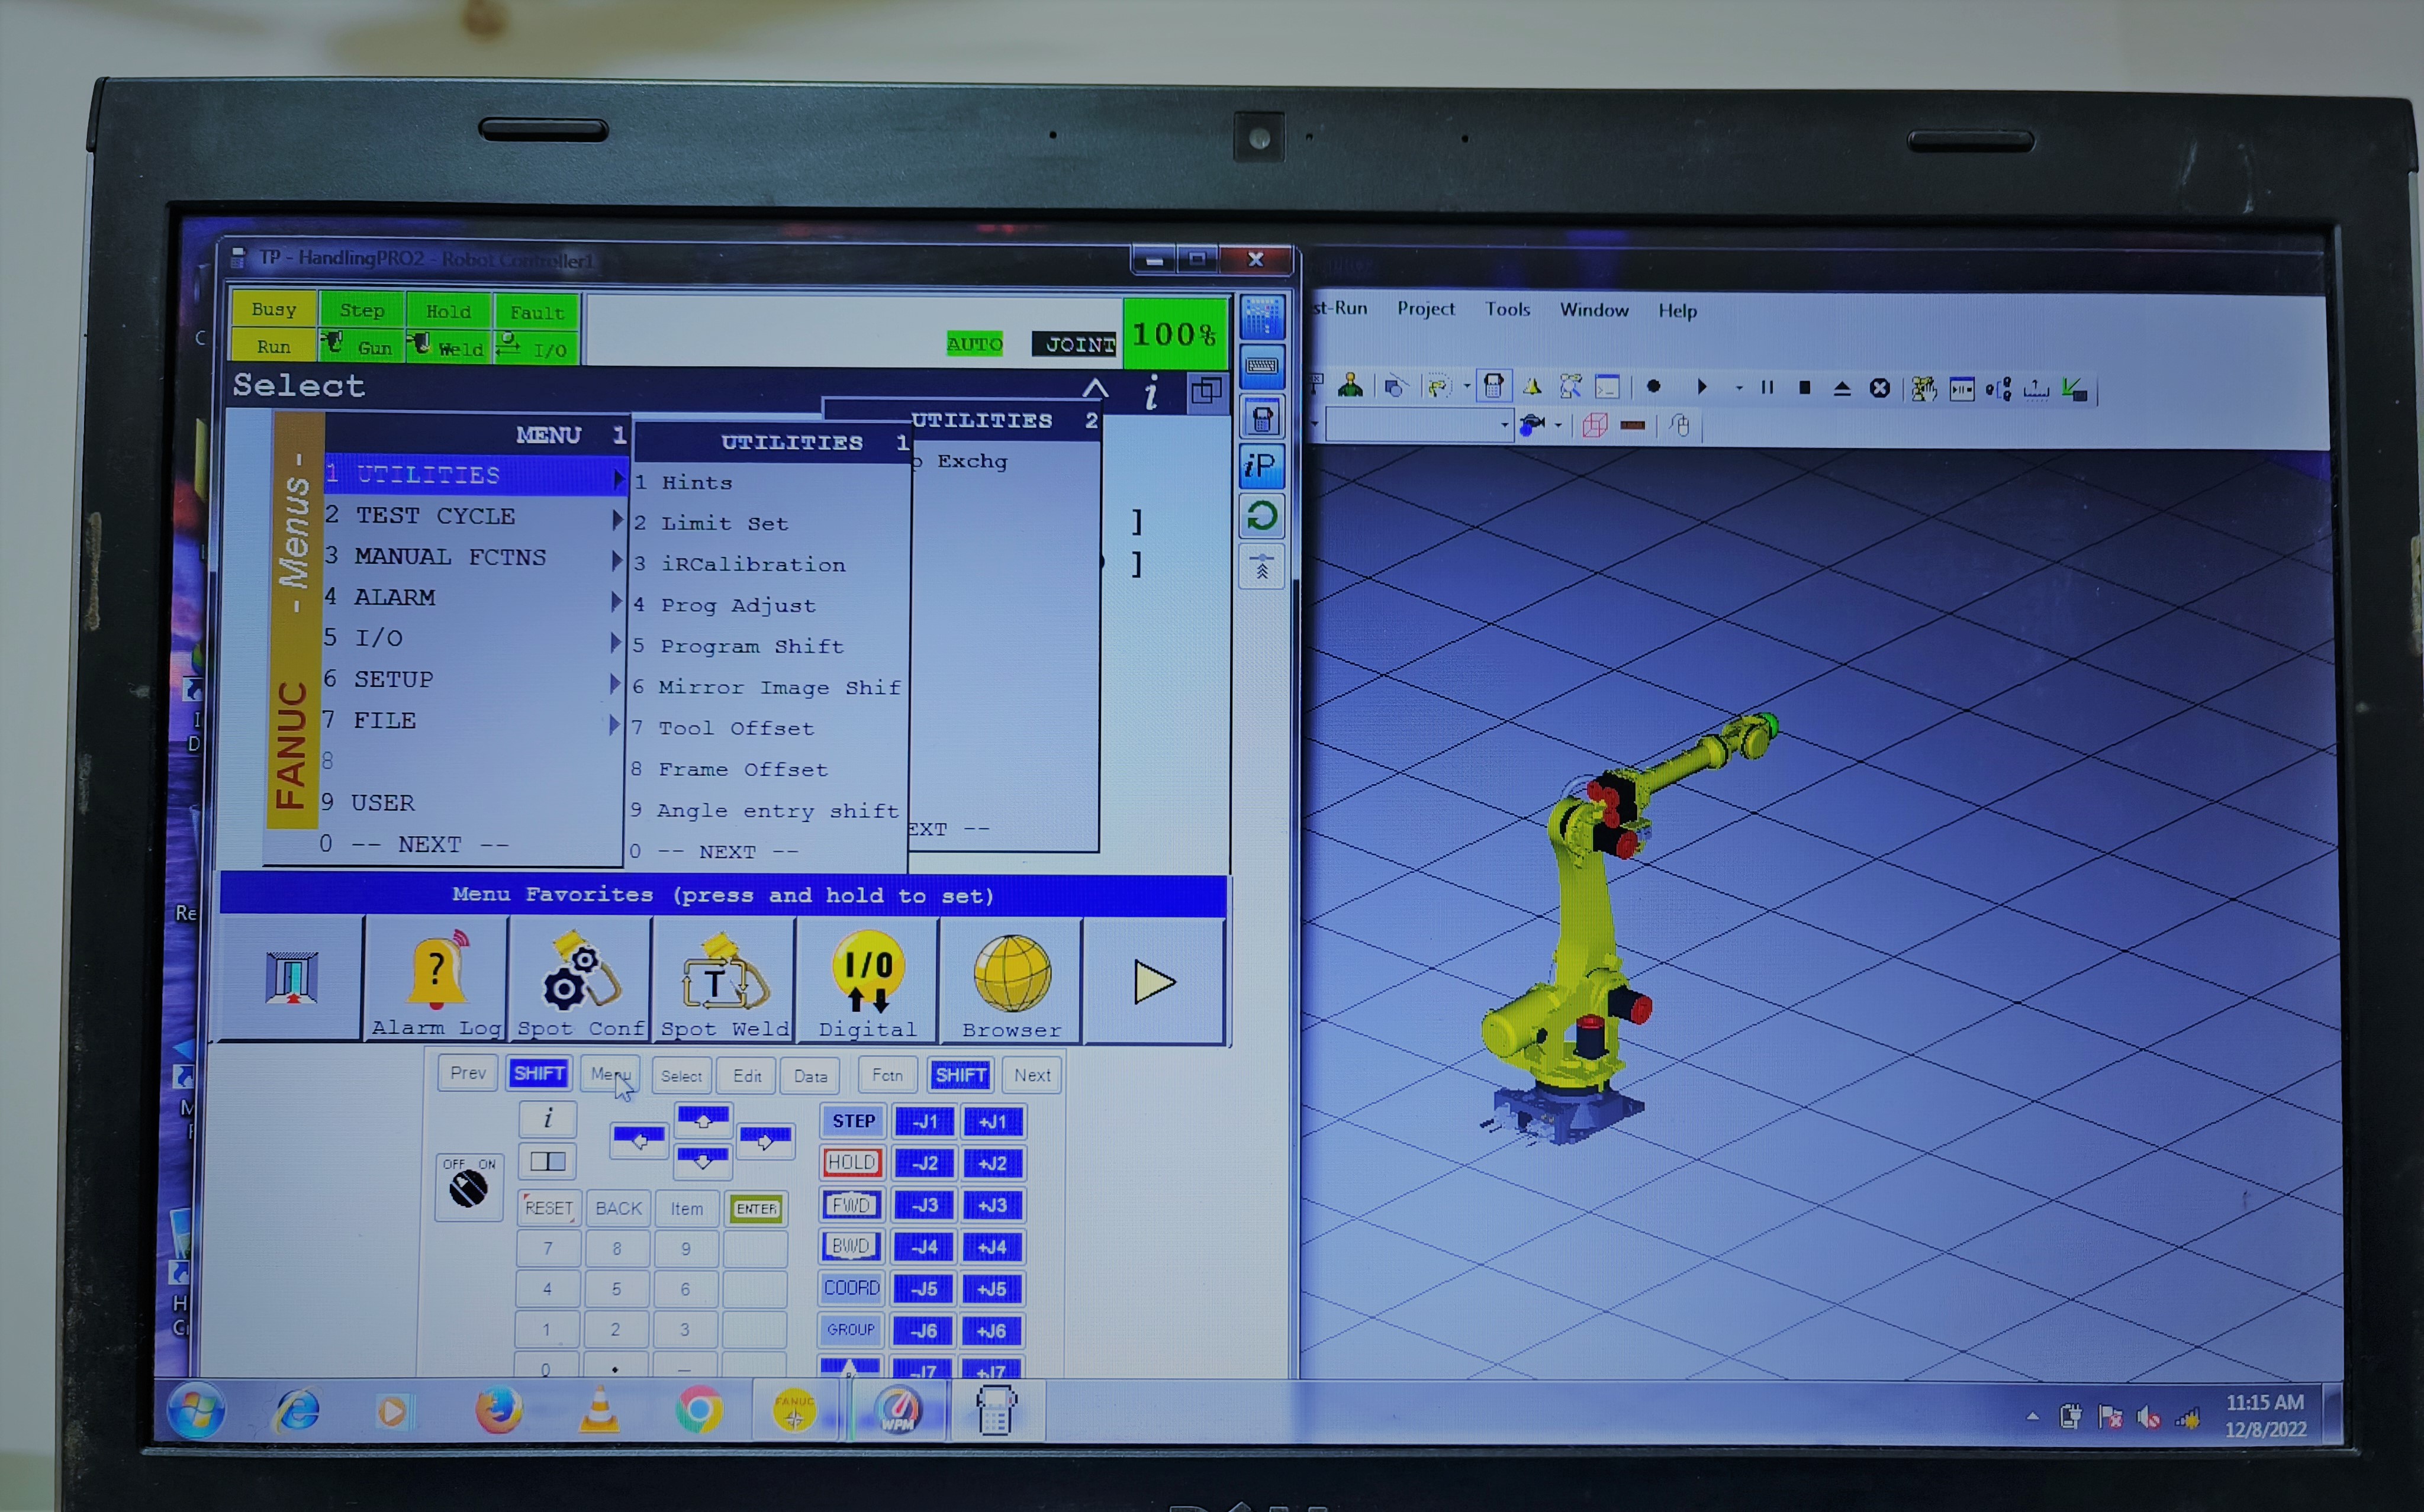 TP - HandlingPRO2 - Robot Controller1
Busy Step Hold Fault
Run Gun Weld I/O
AUTO JOINT 100%
Select
i
FANUC - Menus -
MENU 1
1 UTILITIES
2 TEST CYCLE
3 MANUAL FCTNS
4 ALARM
5 I/O
6 SETUP
7 FILE
8
9 USER
0 -- NEXT --
UTILITIES 1
1 Hints
2 Limit Set
3 iRCalibration
4 Prog Adjust
5 Program Shift
6 Mirror Image Shif
7 Tool Offset
8 Frame Offset
9 Angle entry shift
0 -- NEXT --
UTILITIES 2
p Exchg
EXT --
]
]
iP
Menu Favorites (press and hold to set)
?
T
I/O
Alarm Log Spot Conf Spot Weld Digital Browser
Prev SHIFT Menu Select Edit Data Fctn SHIFT Next
i
OFF ON
STEP -J1 +J1
HOLD -J2 +J2
RESET BACK Item ENTER FWD -J3 +J3
7 8 9 BWD -J4 +J4
4 5 6 COORD -J5 +J5
1 2 3 GROUP -J6 +J6
0 . - -J7 +J7
st-Run Project Tools Window Help
Re
FANUC
WPM
11:15 AM
12/8/2022